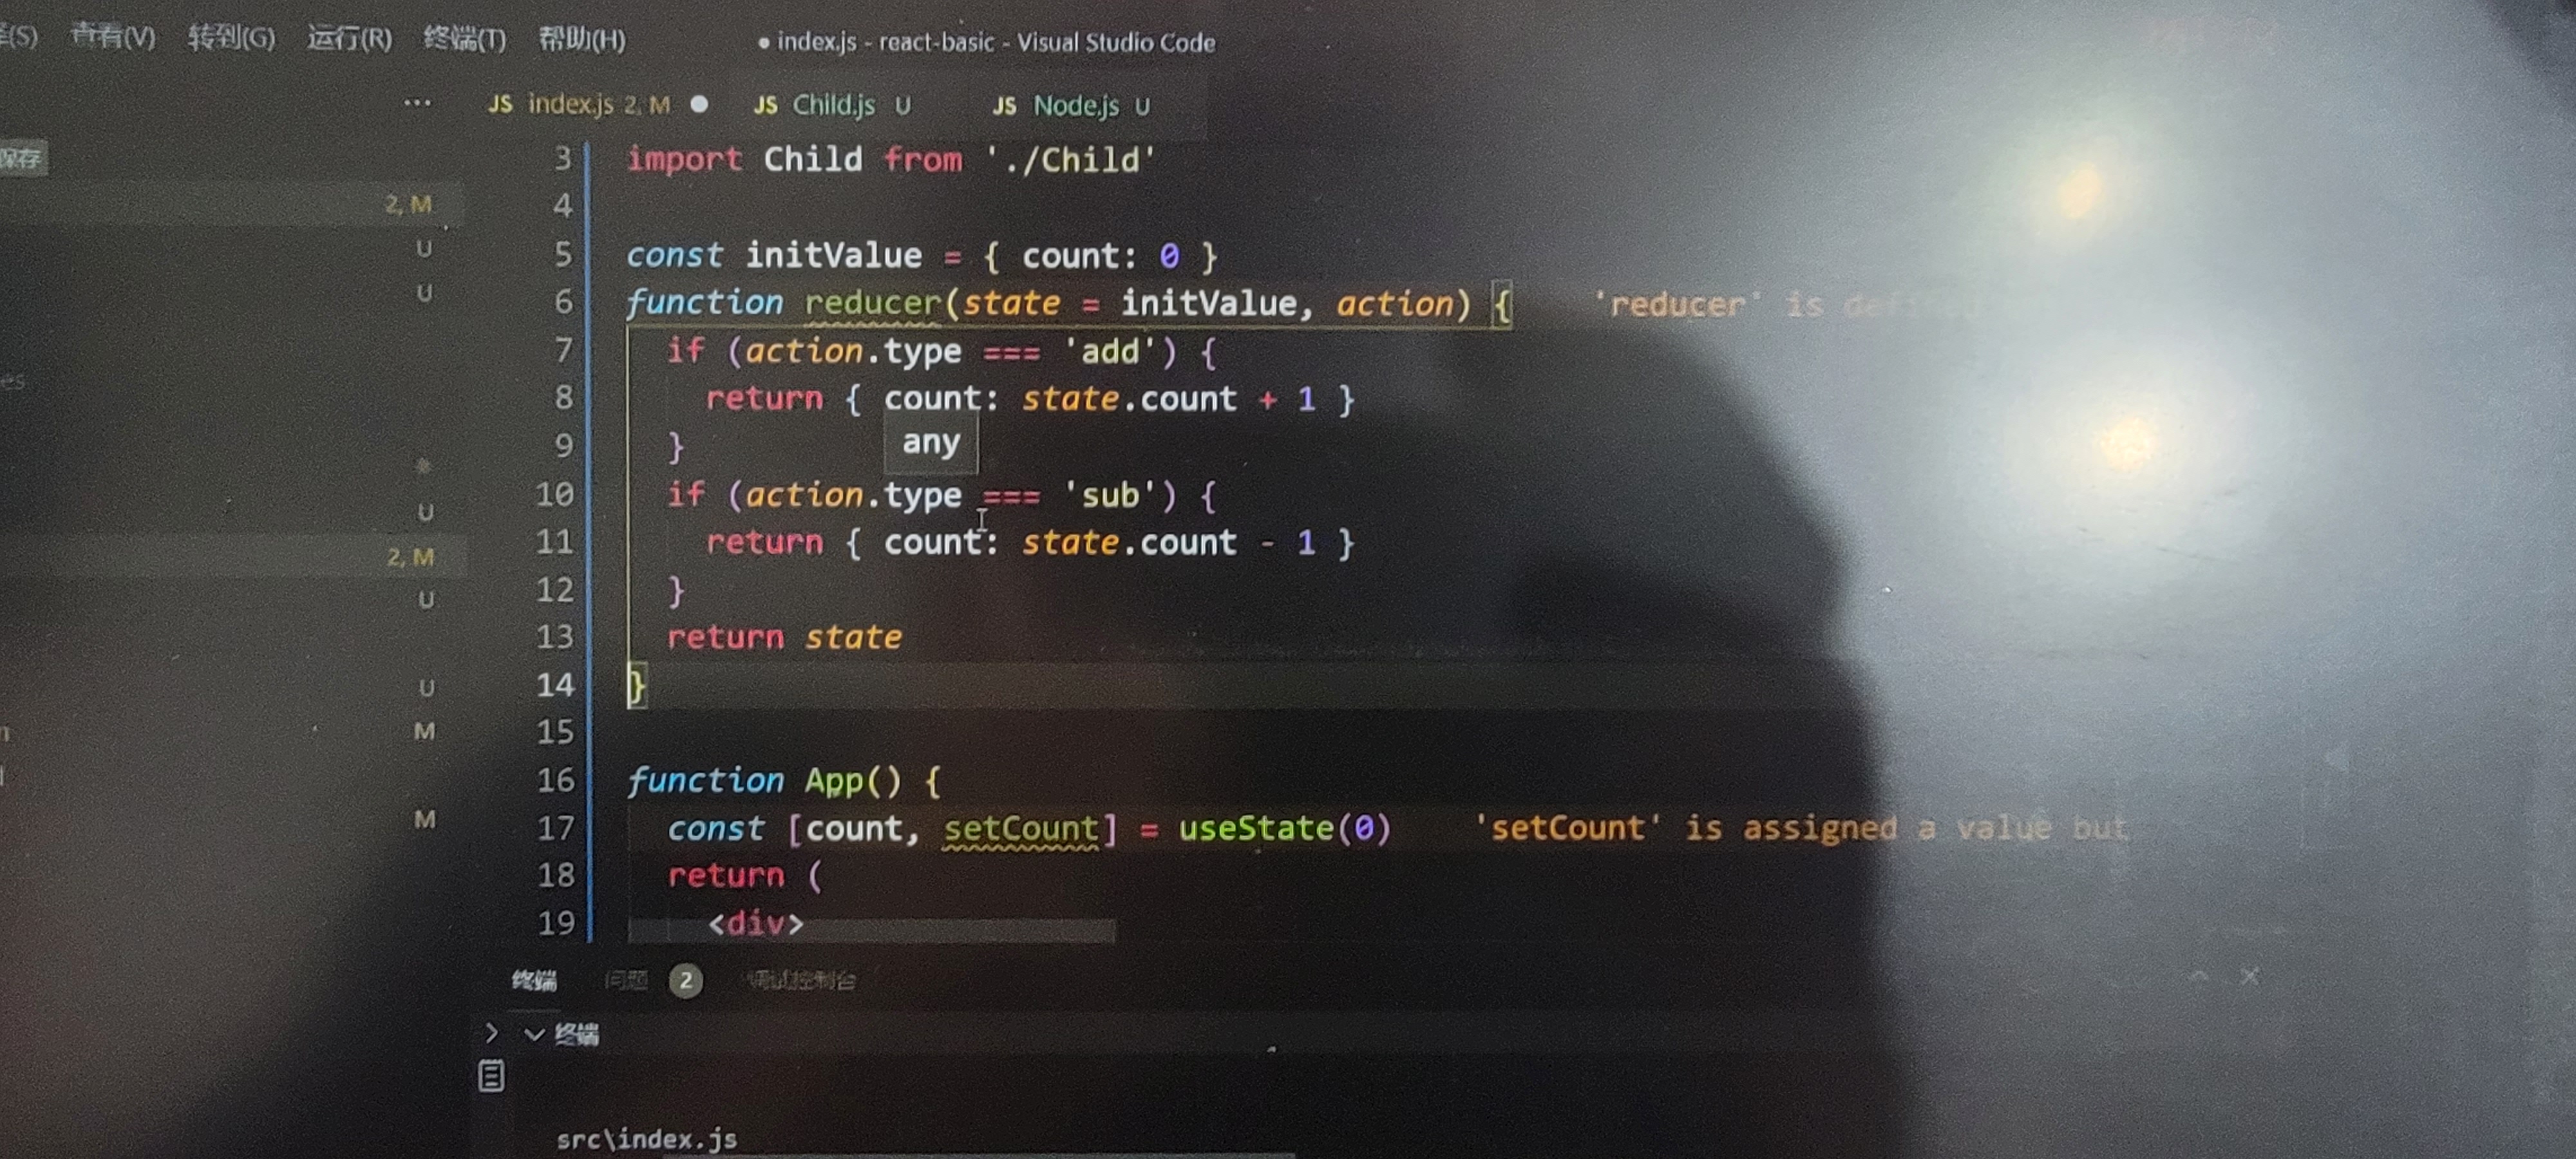 (S) 查看(V) 转到(G) 运行(R) 终端(T) 帮助(H) ● index.js - react-basic - Visual Studio Code
... JS index.js 2, M ● JS Child.js U JS Node.js U
保存
2, M
U
U
es
U
2, M
U
U
M
M
3 import Child from './Child'
4
5 const initValue = { count: 0 }
6 function reducer(state = initValue, action) { 'reducer' is
7 if (action.type === 'add') {
8 return { count: state.count + 1 }
9 }
any
10 if (action.type === 'sub') {
11 return { count: state.count - 1 }
12 }
13 return state
14 }
15
16 function App() {
17 const [count, setCount] = useState(0) 'setCount' is assigned a value but
18 return (
19 <div>
终端 问题 2 调试控制台
终端
src\index.js